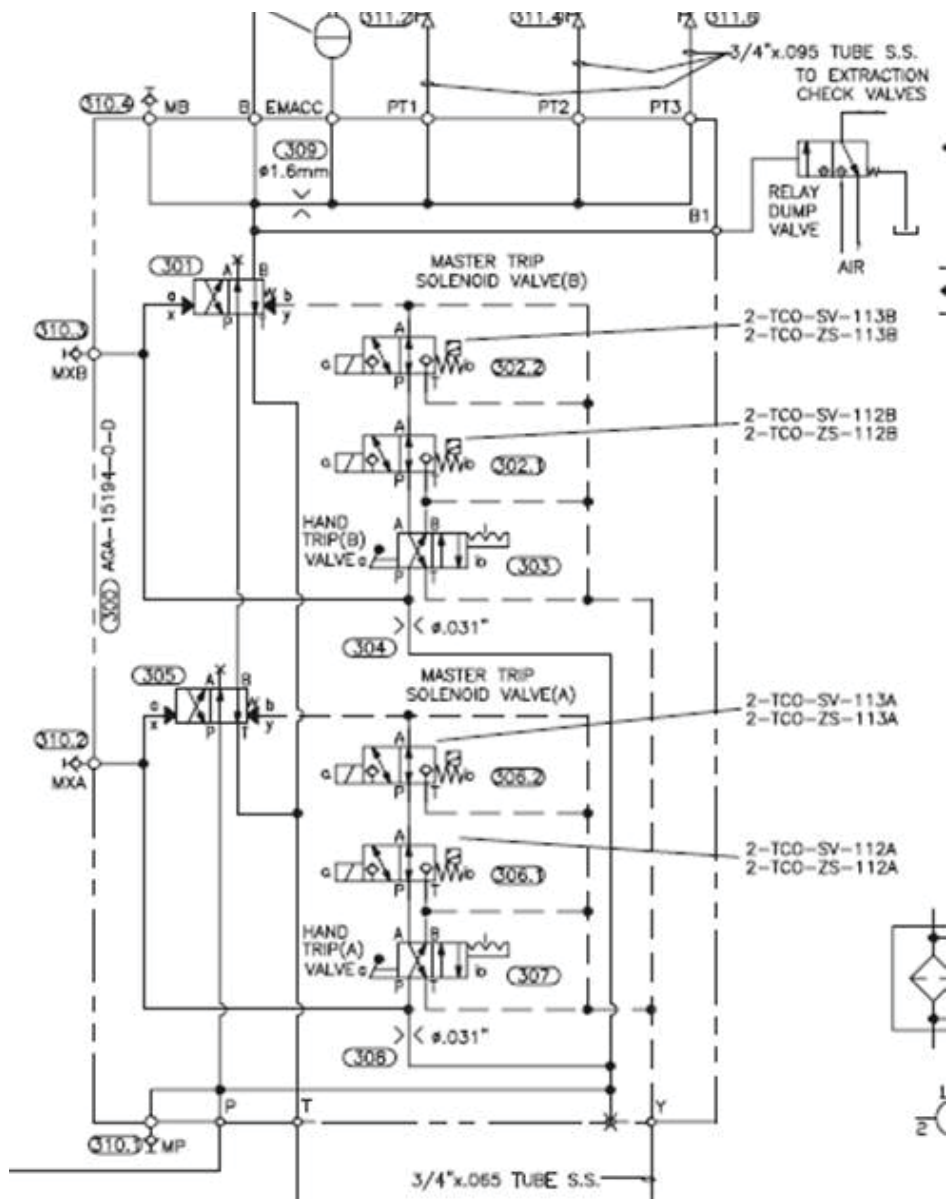 311.2
311.4
311.6
3/4"x.095 TUBE S.S.
TO EXTRACTION
CHECK VALVES
310.4
MB
B
EMACC
PT1
PT2
PT3
309
ø1.6mm
B1
RELAY
DUMP
VALVE
AIR
301
A
B
a
x
P
T
b
y
MASTER TRIP
SOLENOID VALVE(B)
310.3
MXB
300
AGA-15194-0-D
A
a
P
T
b
302.2
2-TCO-SV-113B
2-TCO-ZS-113B
A
a
P
T
b
302.1
2-TCO-SV-112B
2-TCO-ZS-112B
HAND
TRIP(B)
VALVE
A
B
a
P
T
b
303
304
ø.031"
305
A
B
a
x
P
T
b
y
MASTER TRIP
SOLENOID VALVE(A)
310.2
MXA
A
a
P
T
b
306.2
2-TCO-SV-113A
2-TCO-ZS-113A
A
a
P
T
b
306.1
2-TCO-SV-112A
2-TCO-ZS-112A
HAND
TRIP(A)
VALVE
A
B
a
P
T
b
307
308
ø.031"
P
T
Y
310.1
MP
3/4"x.065 TUBE S.S.
2